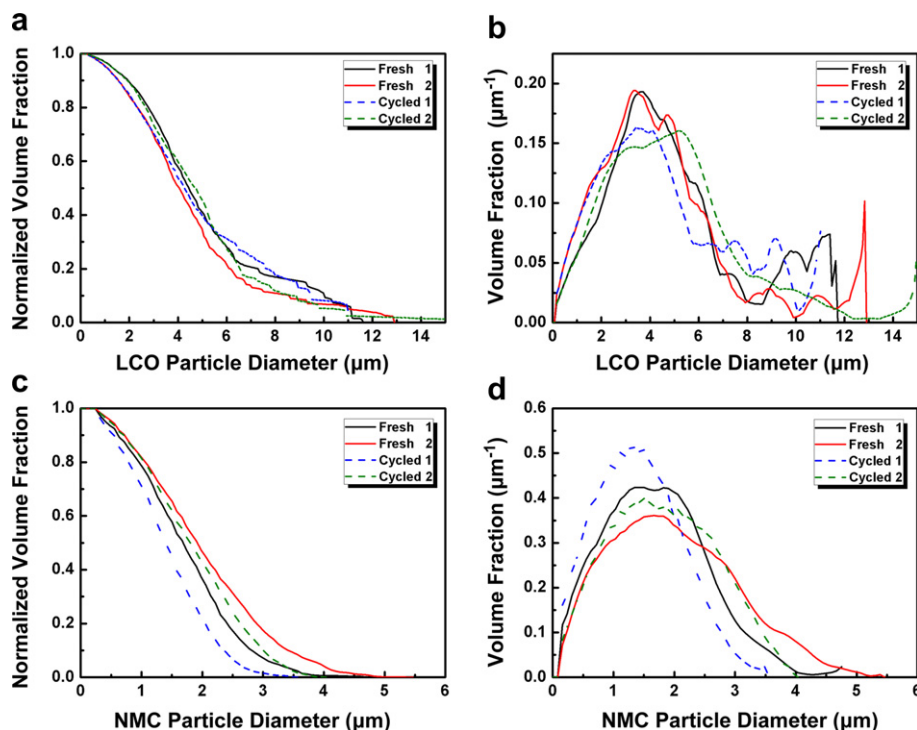 a
1.0
0.8
0.6
0.4
0.2
0.0
Normalized Volume Fraction
Fresh 1
Fresh 2
Cycled 1
Cycled 2
0 2 4 6 8 10 12 14
LCO Particle Diameter (µm)
b
0.20
0.15
0.10
0.05
0.00
Volume Fraction (µm-1)
Fresh 1
Fresh 2
Cycled 1
Cycled 2
0 2 4 6 8 10 12 14
LCO Particle Diameter (µm)
c
1.0
0.8
0.6
0.4
0.2
0.0
Normalized Volume Fraction
Fresh 1
Fresh 2
Cycled 1
Cycled 2
0 1 2 3 4 5 6
NMC Particle Diameter (µm)
d
0.6
0.5
0.4
0.3
0.2
0.1
0.0
Volume Fraction (µm-1)
Fresh 1
Fresh 2
Cycled 1
Cycled 2
0 1 2 3 4 5 6
NMC Particle Diameter (µm)